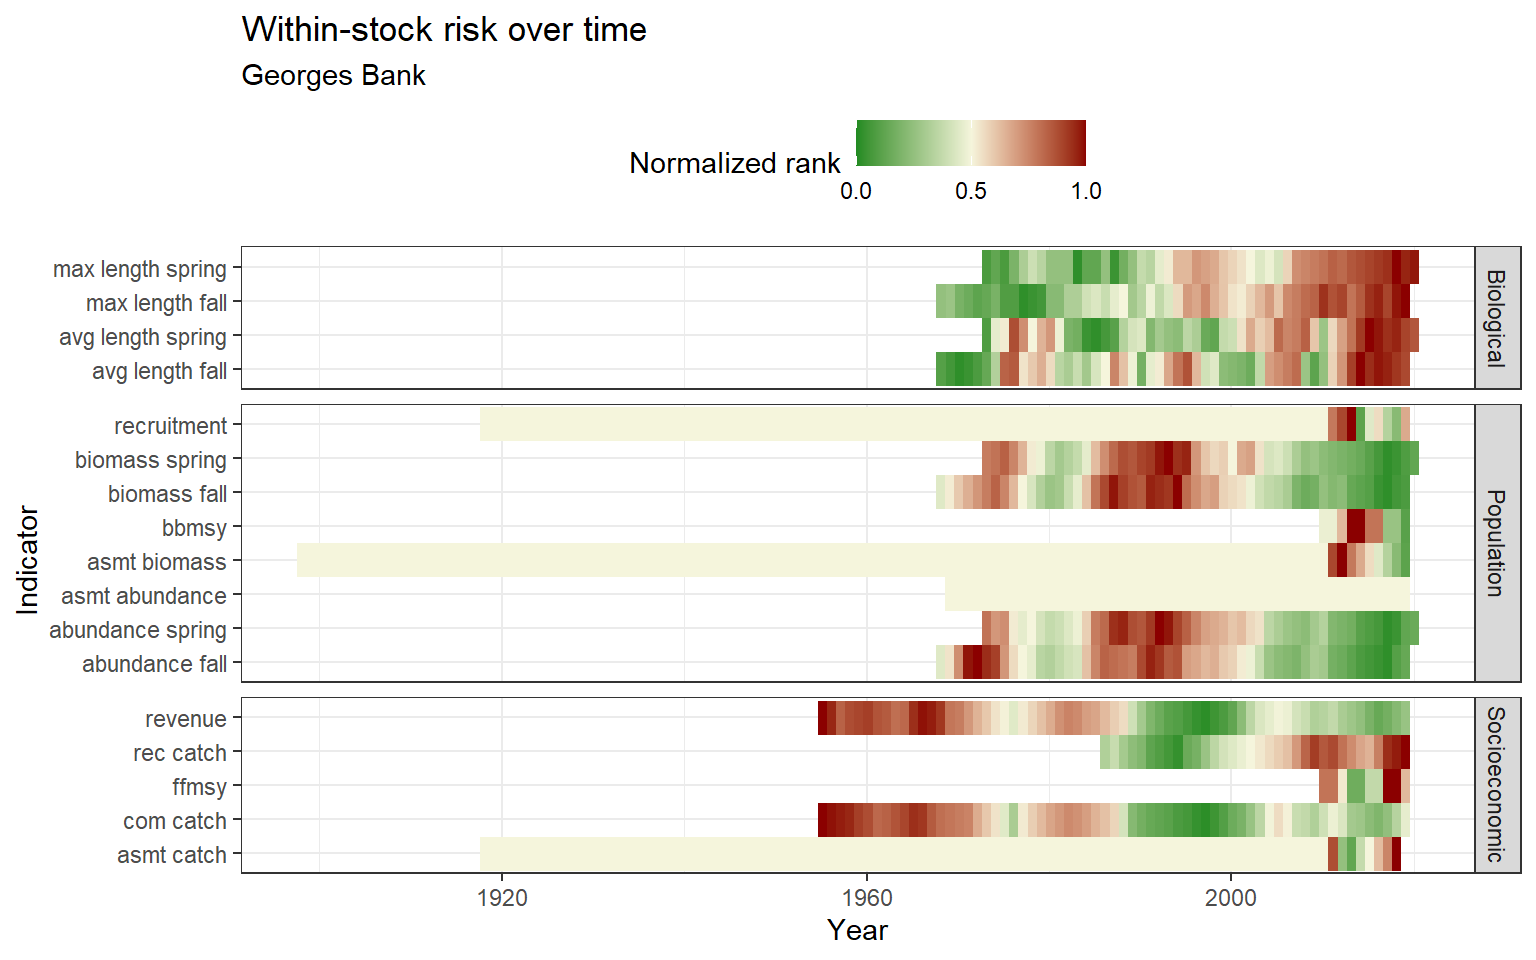 Within-stock risk over time
Georges Bank
Normalized rank
0.0 0.5 1.0
max length spring
max length fall
avg length spring
avg length fall
Biological
recruitment
biomass spring
biomass fall
bbmsy
asmt biomass
asmt abundance
abundance spring
abundance fall
Population
revenue
rec catch
ffmsy
com catch
asmt catch
Socioeconomic
Indicator
1920 1960 2000
Year